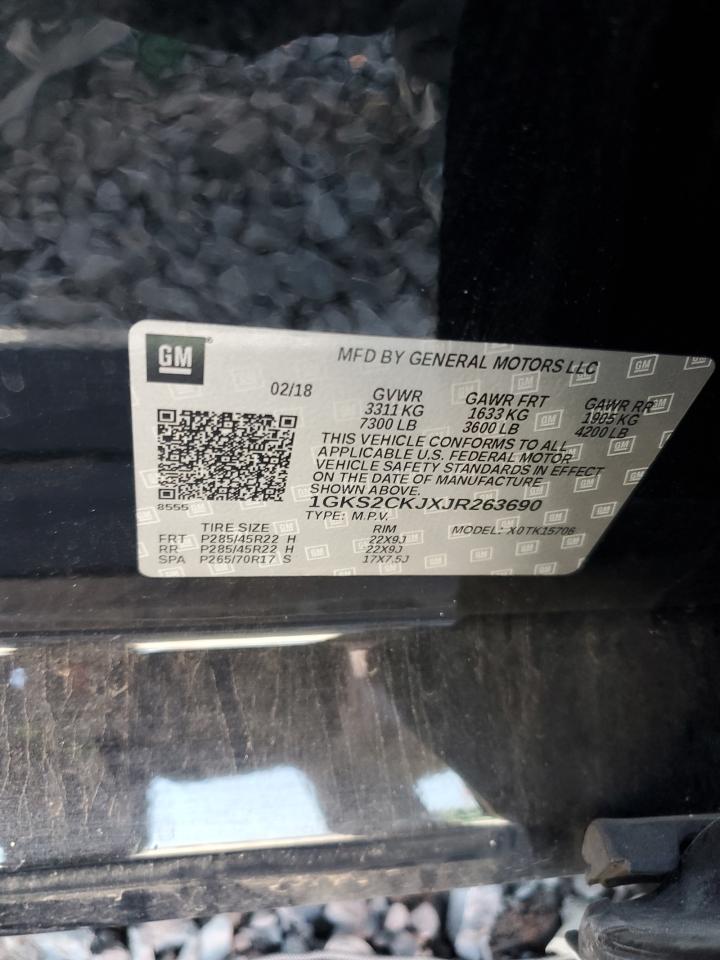 GM
MFD BY GENERAL MOTORS LLC
02/18 GVWR GAWR FRT GAWR RR
3311 KG 1633 KG 1905 KG
7300 LB 3600 LB 4200 LB
THIS VEHICLE CONFORMS TO ALL
APPLICABLE U.S. FEDERAL MOTOR
VEHICLE SAFETY STANDARDS IN EFFECT
ON THE DATE OF MANUFACTURE
SHOWN ABOVE.
8555
1GKS2CKJXJR263690
TYPE: M.P.V. MODEL: X0TK15706
TIRE SIZE RIM
FRT P285/45R22 H 22X9J
RR P285/45R22 H 22X9J
SPA P265/70R17 S 17X7.5J